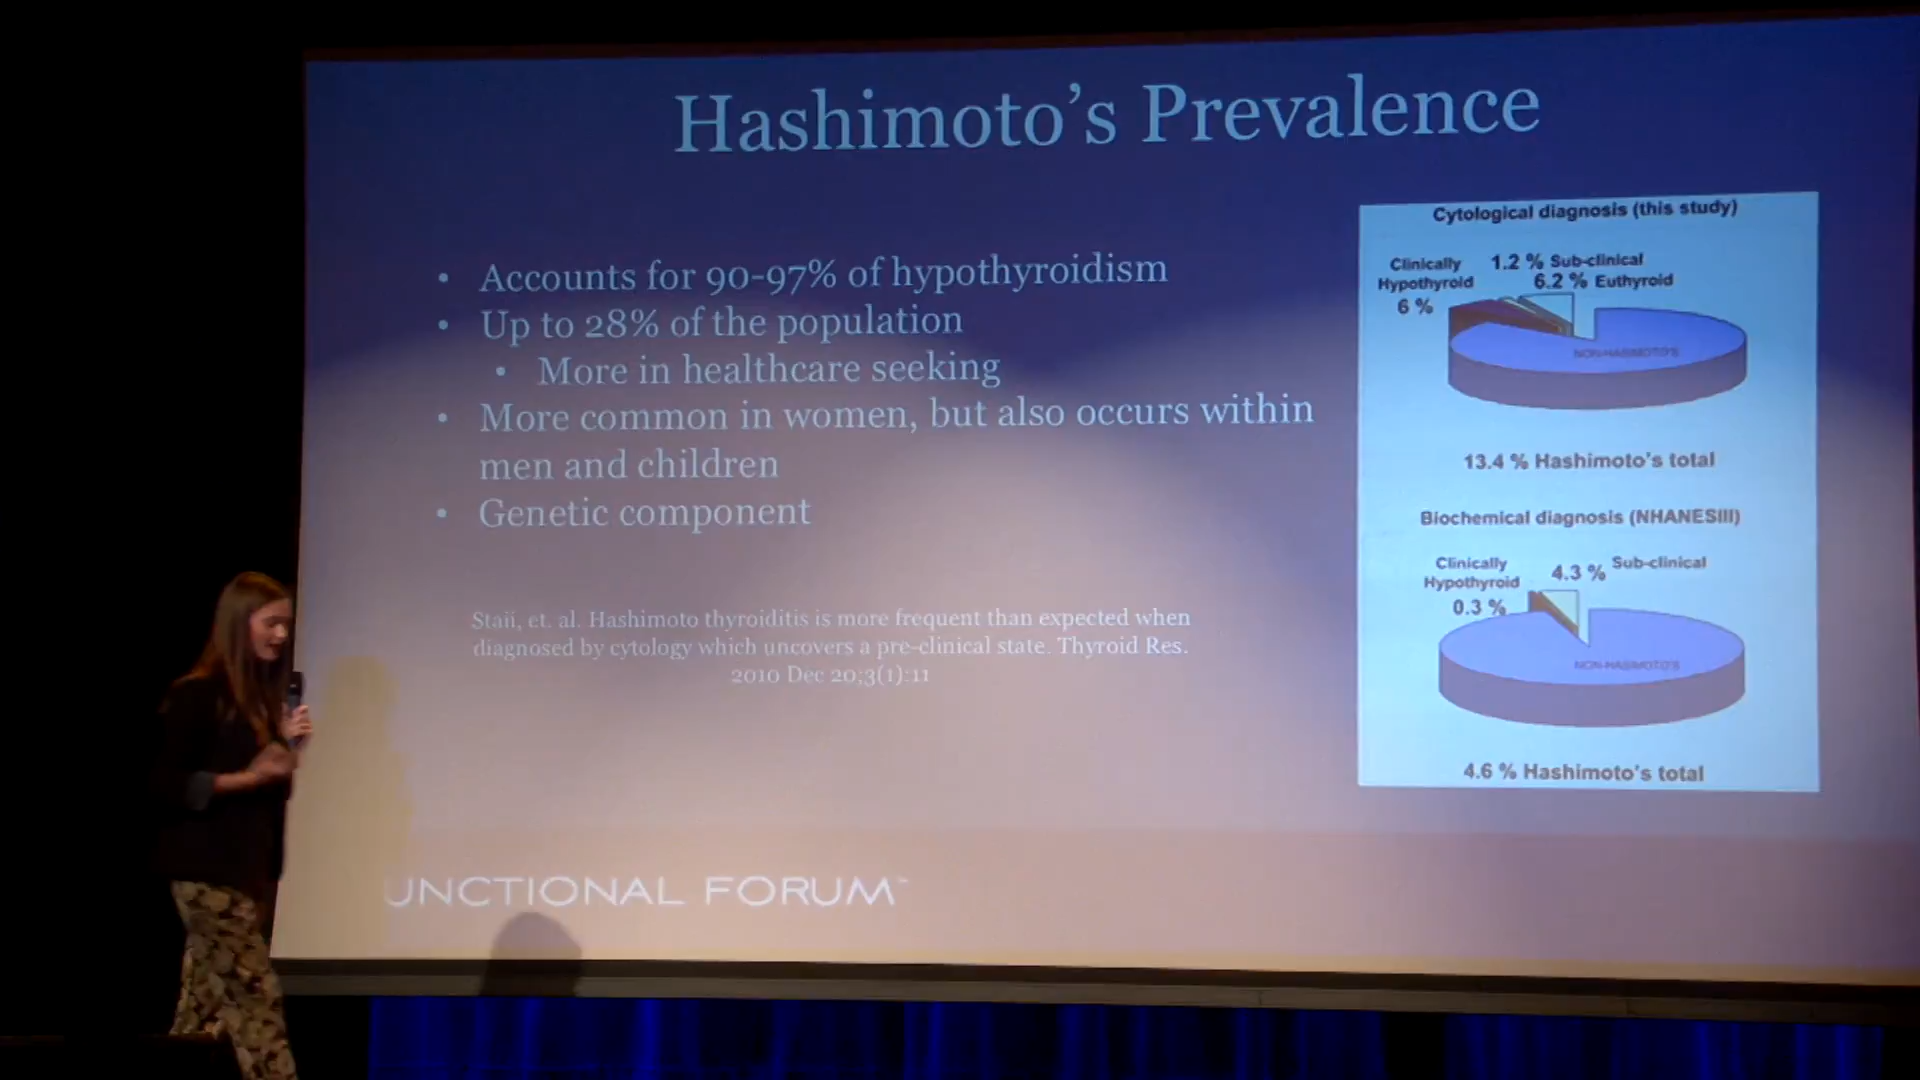 Hashimoto's Prevalence
• Accounts for 90-97% of hypothyroidism
• Up to 28% of the population
• More in healthcare seeking
• More common in women, but also occurs within
men and children
• Genetic component
Staii, et. al. Hashimoto thyroiditis is more frequent than expected when
diagnosed by cytology which uncovers a pre-clinical state. Thyroid Res.
2010 Dec 20;3(1):11
Cytological diagnosis (this study)
Clinically
Hypothyroid
6 %
1.2 % Sub-clinical
6.2 % Euthyroid
NON-HASIMOTO'S
13.4 % Hashimoto's total
Biochemical diagnosis (NHANESIII)
Clinically
Hypothyroid
0.3 %
4.3 % Sub-clinical
NON-HASIMOTO'S
4.6 % Hashimoto's total
UNCTIONAL FORUM™